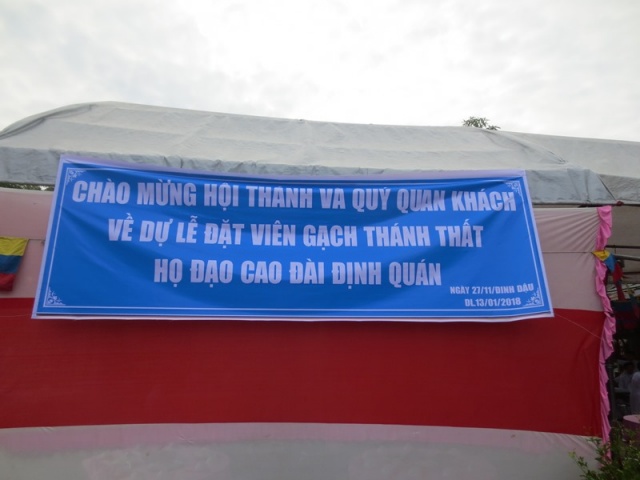 CHÀO MỪNG HỘI THANH VÀ QUÝ QUAN KHÁCH
VỀ DỰ LỄ ĐẶT VIÊN GẠCH THÁNH THẤT
HỌ ĐẠO CAO ĐÀI ĐỊNH QUÁN
NGÀY 27/11/ĐINH DẬU
DL.13/01/2018